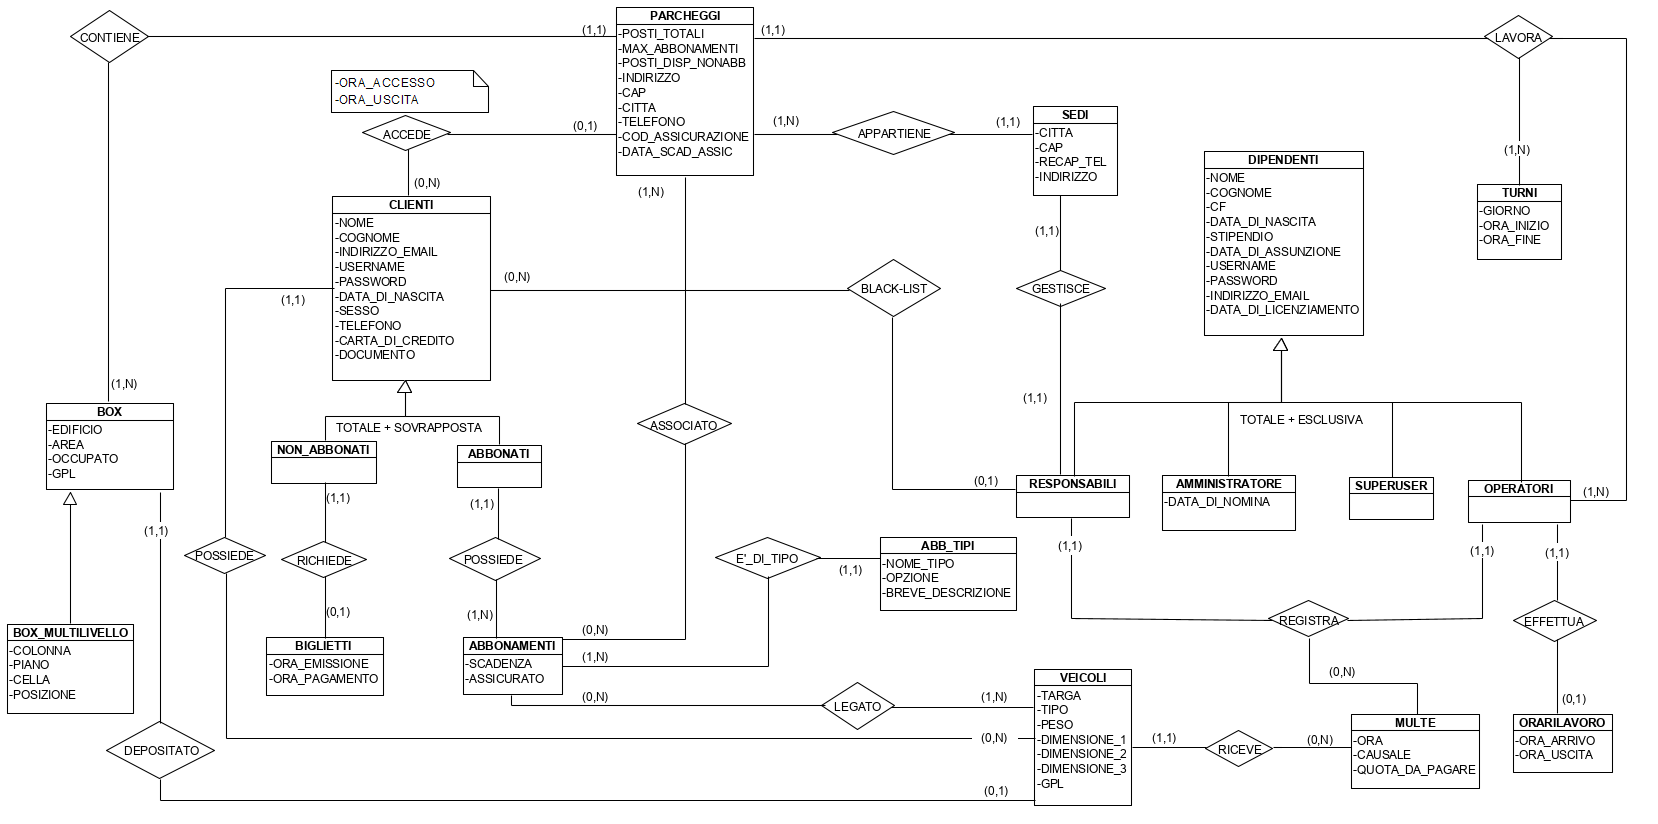 CONTIENE
(1,1)
PARCHEGGI
-POSTI_TOTALI
-MAX_ABBONAMENTI
-POSTI_DISP_NONABB
-INDIRIZZO
-CAP
-CITTA
-TELEFONO
-COD_ASSICURAZIONE
-DATA_SCAD_ASSIC
(1,1)
LAVORA
-ORA_ACCESSO
-ORA_USCITA
ACCEDE
(0,1)
(0,N)
(1,N)
APPARTIENE
(1,1)
SEDI
-CITTA
-CAP
-RECAP_TEL
-INDIRIZZO
(1,N)
(1,1)
GESTISCE
(1,1)
DIPENDENTI
-NOME
-COGNOME
-CF
-DATA_DI_NASCITA
-STIPENDIO
-DATA_DI_ASSUNZIONE
-USERNAME
-PASSWORD
-INDIRIZZO_EMAIL
-DATA_DI_LICENZIAMENTO
(1,N)
TURNI
-GIORNO
-ORA_INIZIO
-ORA_FINE
CLIENTI
-NOME
-COGNOME
-INDIRIZZO_EMAIL
-USERNAME
-PASSWORD
-DATA_DI_NASCITA
-SESSO
-TELEFONO
-CARTA_DI_CREDITO
-DOCUMENTO
(1,1)
(0,N)
BLACK-LIST
(0,1)
(1,N)
BOX
-EDIFICIO
-AREA
-OCCUPATO
-GPL
TOTALE + SOVRAPPOSTA
NON_ABBONATI
ABBONATI
ASSOCIATO
TOTALE + ESCLUSIVA
RESPONSABILI
AMMINISTRATORE
-DATA_DI_NOMINA
SUPERUSER
OPERATORI
(1,N)
(1,1)
POSSIEDE
(1,1)
RICHIEDE
(0,1)
(1,1)
POSSIEDE
(1,N)
E'_DI_TIPO
(1,1)
ABB_TIPI
-NOME_TIPO
-OPZIONE
-BREVE_DESCRIZIONE
(1,1)
(1,1)
(1,1)
REGISTRA
EFFETTUA
BOX_MULTILIVELLO
-COLONNA
-PIANO
-CELLA
-POSIZIONE
BIGLIETTI
-ORA_EMISSIONE
-ORA_PAGAMENTO
ABBONAMENTI
-SCADENZA
-ASSICURATO
(0,N)
(1,N)
(0,N)
LEGATO
(1,N)
(0,N)
VEICOLI
-TARGA
-TIPO
-PESO
-DIMENSIONE_1
-DIMENSIONE_2
-DIMENSIONE_3
-GPL
(1,1)
RICEVE
(0,N)
(0,N)
MULTE
-ORA
-CAUSALE
-QUOTA_DA_PAGARE
(0,1)
ORARILAVORO
-ORA_ARRIVO
-ORA_USCITA
DEPOSITATO
(0,1)